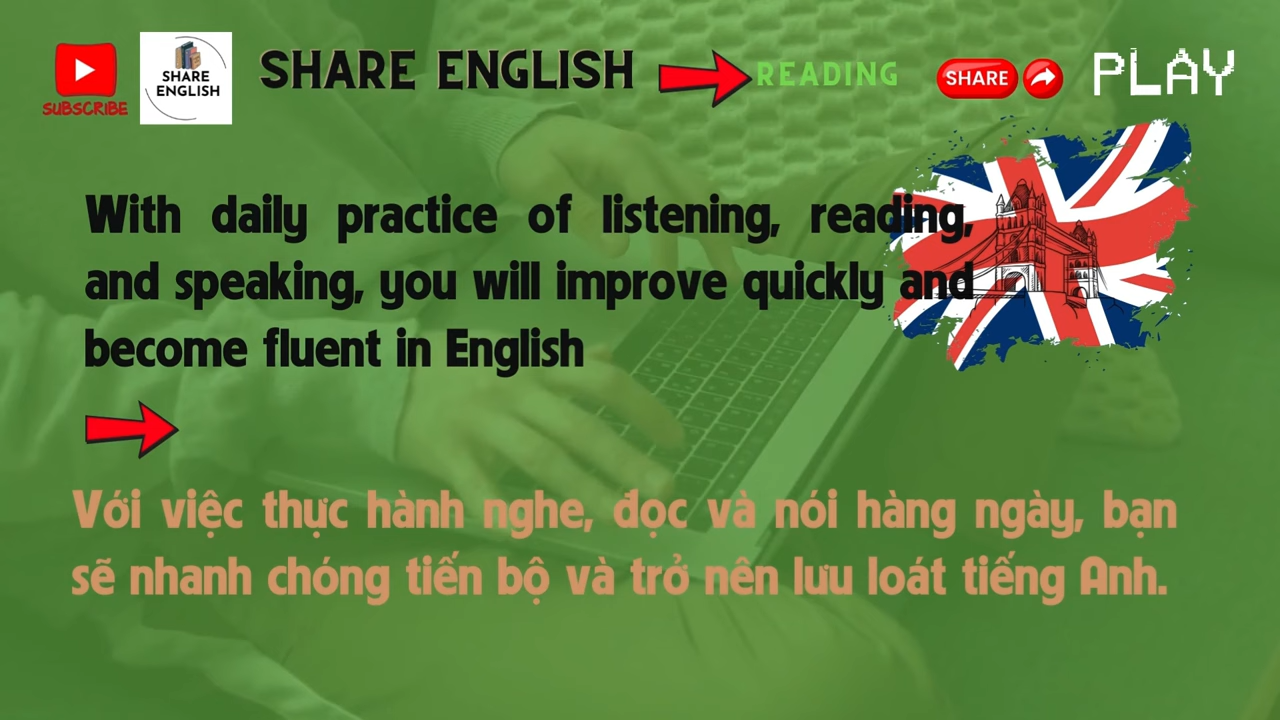 SUBSCRIBE
SHARE
ENGLISH
SHARE ENGLISH
READING
SHARE
PLAY
With daily practice of listening, reading,
and speaking, you will improve quickly and
become fluent in English
Với việc thực hành nghe, đọc và nói hàng ngày, bạn
sẽ nhanh chóng tiến bộ và trở nên lưu loát tiếng Anh.